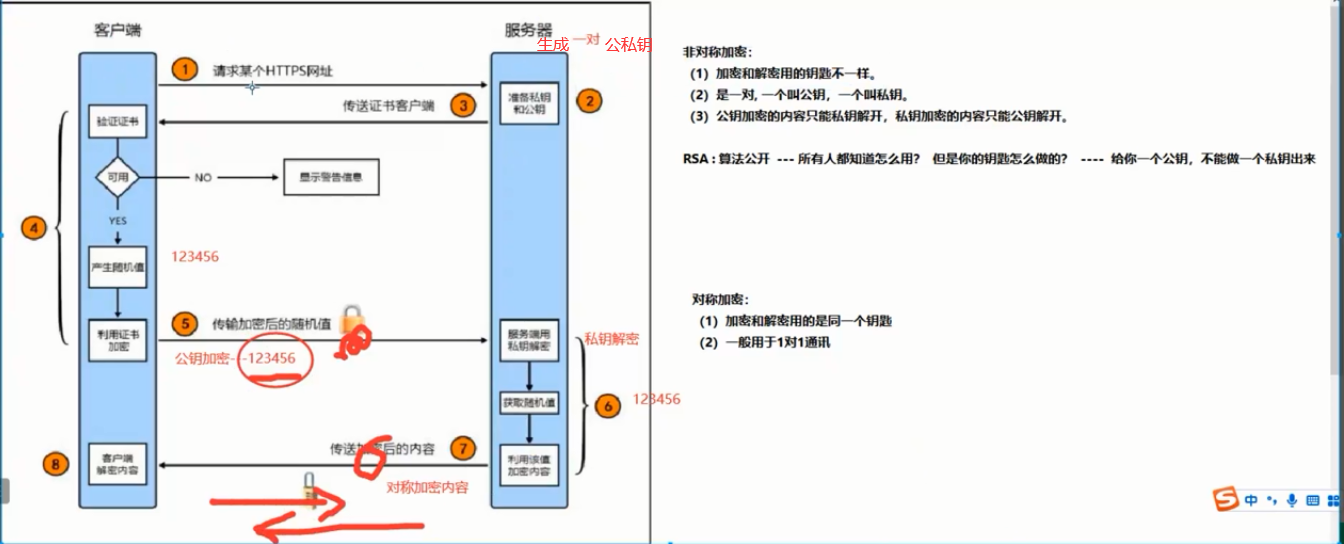 客户端
服务器
生成 一对 公私钥
1
请求某个HTTPS网址
准备私钥
和公钥
2
传送证书客户端
3
验证证书
可用
NO
显示警告信息
YES
4
产生随机值
123456
5
传输加密后的随机值
利用证书
加密
公钥加密---123456
服务端用
私钥解密
私钥解密
获取随机值
6
123456
传送加密后的内容
7
利用该值
加密内容
8
客户端
解密内容
对称加密内容
非对称加密：
（1）加密和解密用的钥匙不一样。
（2）是一对, 一个叫公钥，一个叫私钥。
（3）公钥加密的内容只能私钥解开，私钥加密的内容只能公钥解开。
RSA : 算法公开 --- 所有人都知道怎么用？ 但是你的钥匙怎么做的？ ---- 给你一个公钥，不能做一个私钥出来
对称加密：
（1）加密和解密用的是同一个钥匙
（2）一般用于1对1通讯
S 中